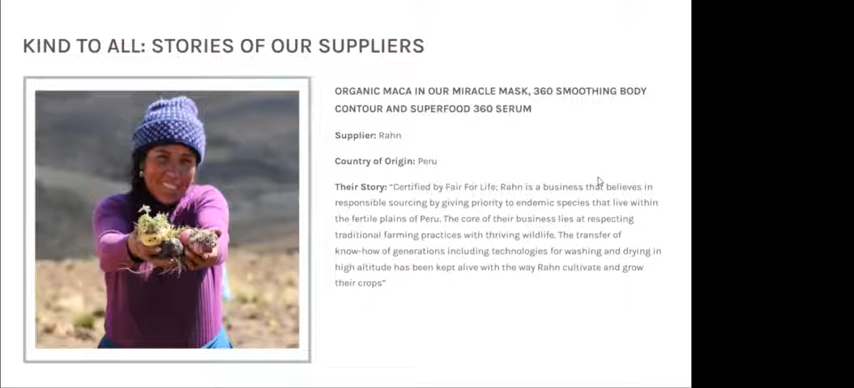 KIND TO ALL: STORIES OF OUR SUPPLIERS
ORGANIC MACA IN OUR MIRACLE MASK, 360 SMOOTHING BODY
CONTOUR AND SUPERFOOD 360 SERUM
Supplier: Rahn
Country of Origin: Peru
Their Story: “Certified by Fair For Life; Rahn is a business that believes in
responsible sourcing by giving priority to endemic species that live within
the fertile plains of Peru. The core of their business lies at respecting
traditional farming practices with thriving wildlife. The transfer of
know-how of generations including technologies for washing and drying in
high altitude has been kept alive with the way Rahn cultivate and grow
their crops”